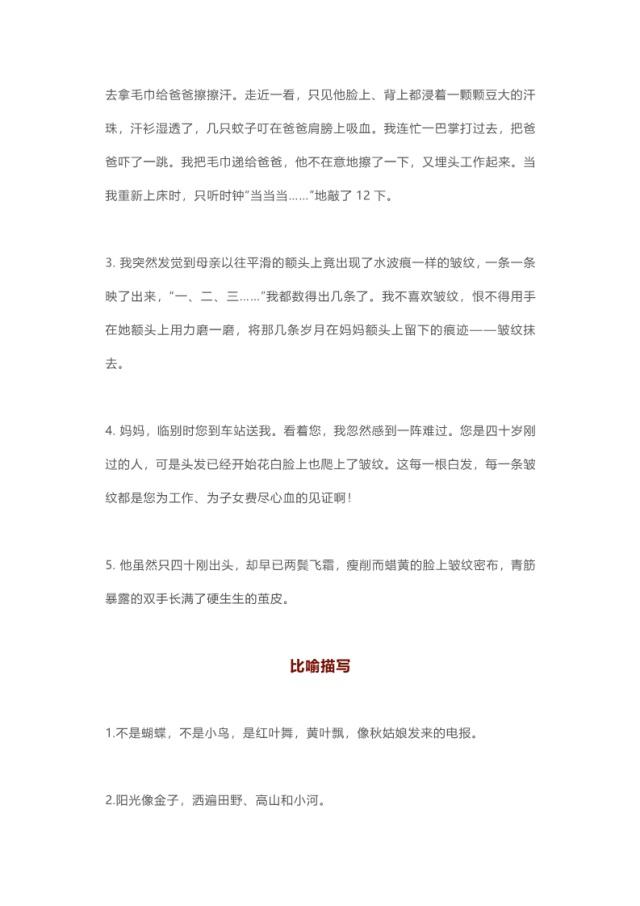 去拿毛巾给爸爸擦擦汗。走近一看，只见他脸上、背上都浸着一颗颗豆大的汗
珠，汗衫湿透了，几只蚊子叮在爸爸肩膀上吸血。我连忙一巴掌打过去，把爸
爸吓了一跳。我把毛巾递给爸爸，他不在意地擦了一下，又埋头工作起来。当
我重新上床时，只听时钟“当当当……”地敲了 12 下。
3. 我突然发觉到母亲以往平滑的额头上竟出现了水波痕一样的皱纹，一条一条
映了出来，“一、二、三……”我都数得出几条了。我不喜欢皱纹，恨不得用手
在她额头上用力磨一磨，将那几条岁月在妈妈额头上留下的痕迹——皱纹抹
去。
4. 妈妈，临别时您到车站送我。看着您，我忽然感到一阵难过。您是四十岁刚
过的人，可是头发已经开始花白脸上也爬上了皱纹。这每一根白发，每一条皱
纹都是您为工作、为子女费尽心血的见证啊！
5. 他虽然只四十刚出头，却早已两鬓飞霜，瘦削而蜡黄的脸上皱纹密布，青筋
暴露的双手长满了硬生生的茧皮。
比喻描写
1.不是蝴蝶，不是小鸟，是红叶舞，黄叶飘，像秋姑娘发来的电报。
2.阳光像金子，洒遍田野、高山和小河。